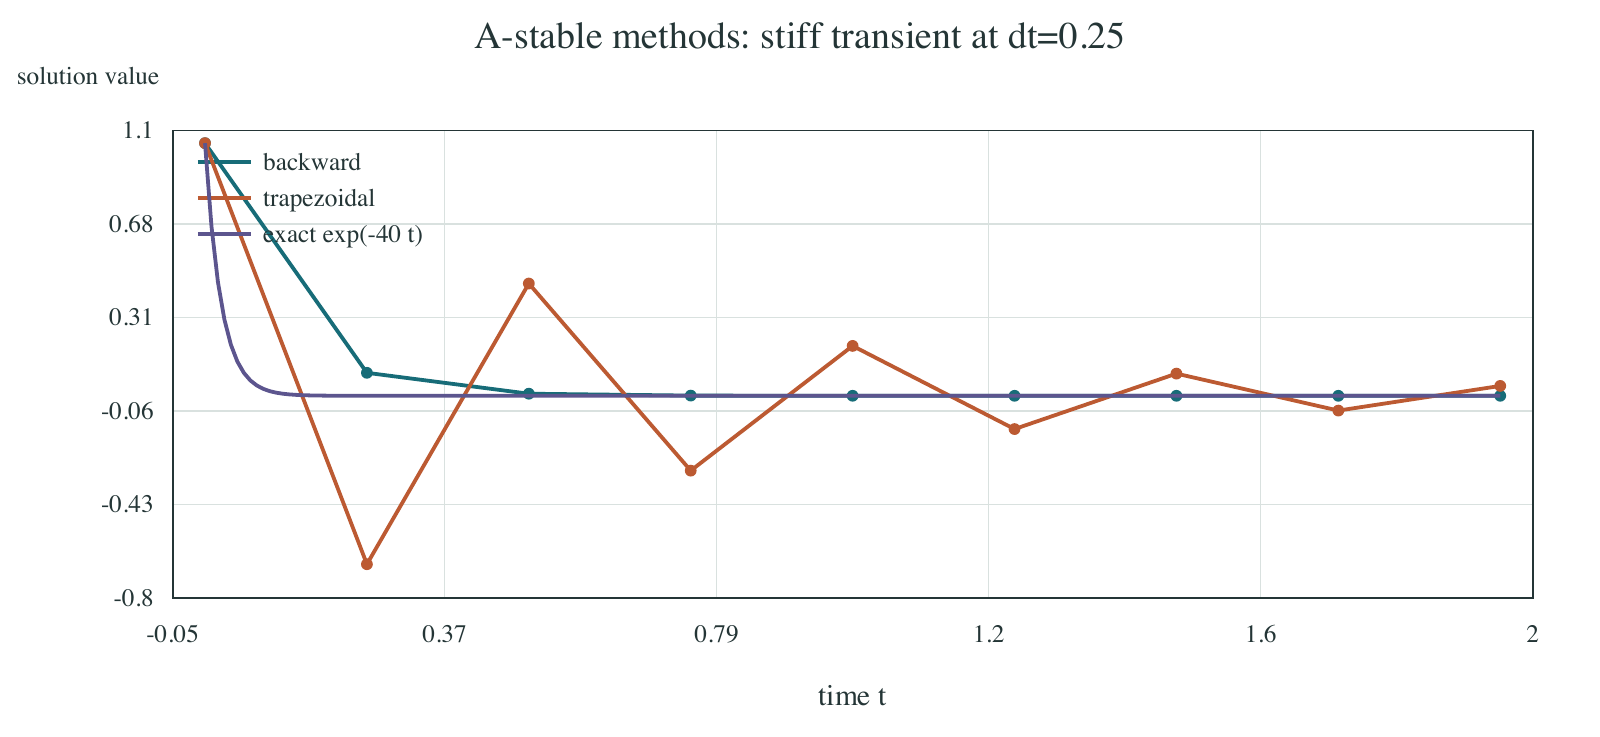 A-stable methods: stiff transient at dt=0.25
solution value
1.1
0.68
0.31
-0.06
-0.43
-0.8
backward
trapezoidal
exact exp(-40 t)
-0.05
0.37
0.79
1.2
1.6
2
time t